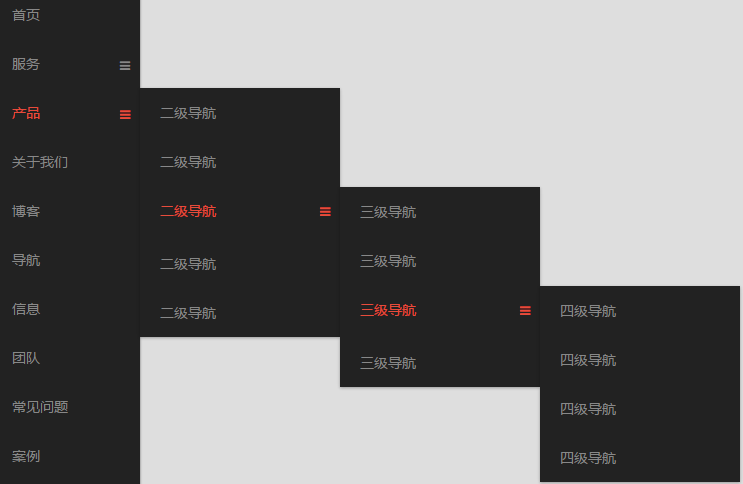 首页
服务
产品
关于我们
博客
导航
信息
团队
常见问题
案例
二级导航
二级导航
二级导航
二级导航
二级导航
三级导航
三级导航
三级导航
三级导航
四级导航
四级导航
四级导航
四级导航